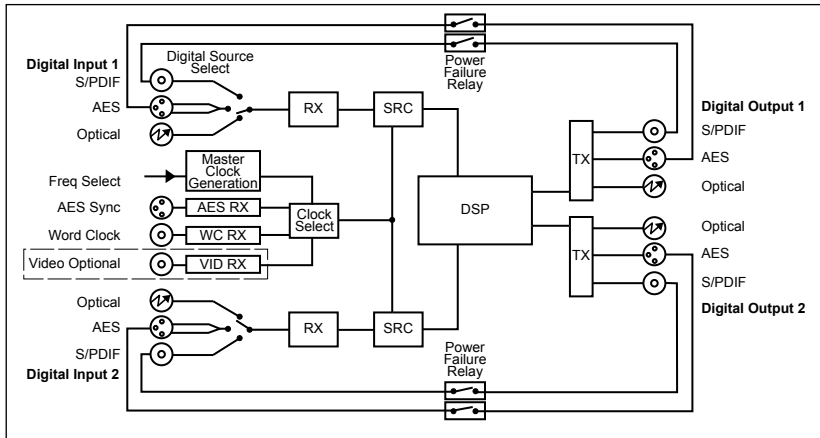 Digital Input 1
S/PDIF
AES
Optical
Digital Source
Select
RX
SRC
Power
Failure
Relay
Digital Output 1
S/PDIF
AES
Optical
TX
Freq Select
Master
Clock
Generation
AES Sync
AES RX
Word Clock
WC RX
Video Optional
VID RX
Clock
Select
DSP
Optical
AES
S/PDIF
Digital Output 2
TX
Optical
AES
S/PDIF
Digital Input 2
RX
SRC
Power
Failure
Relay